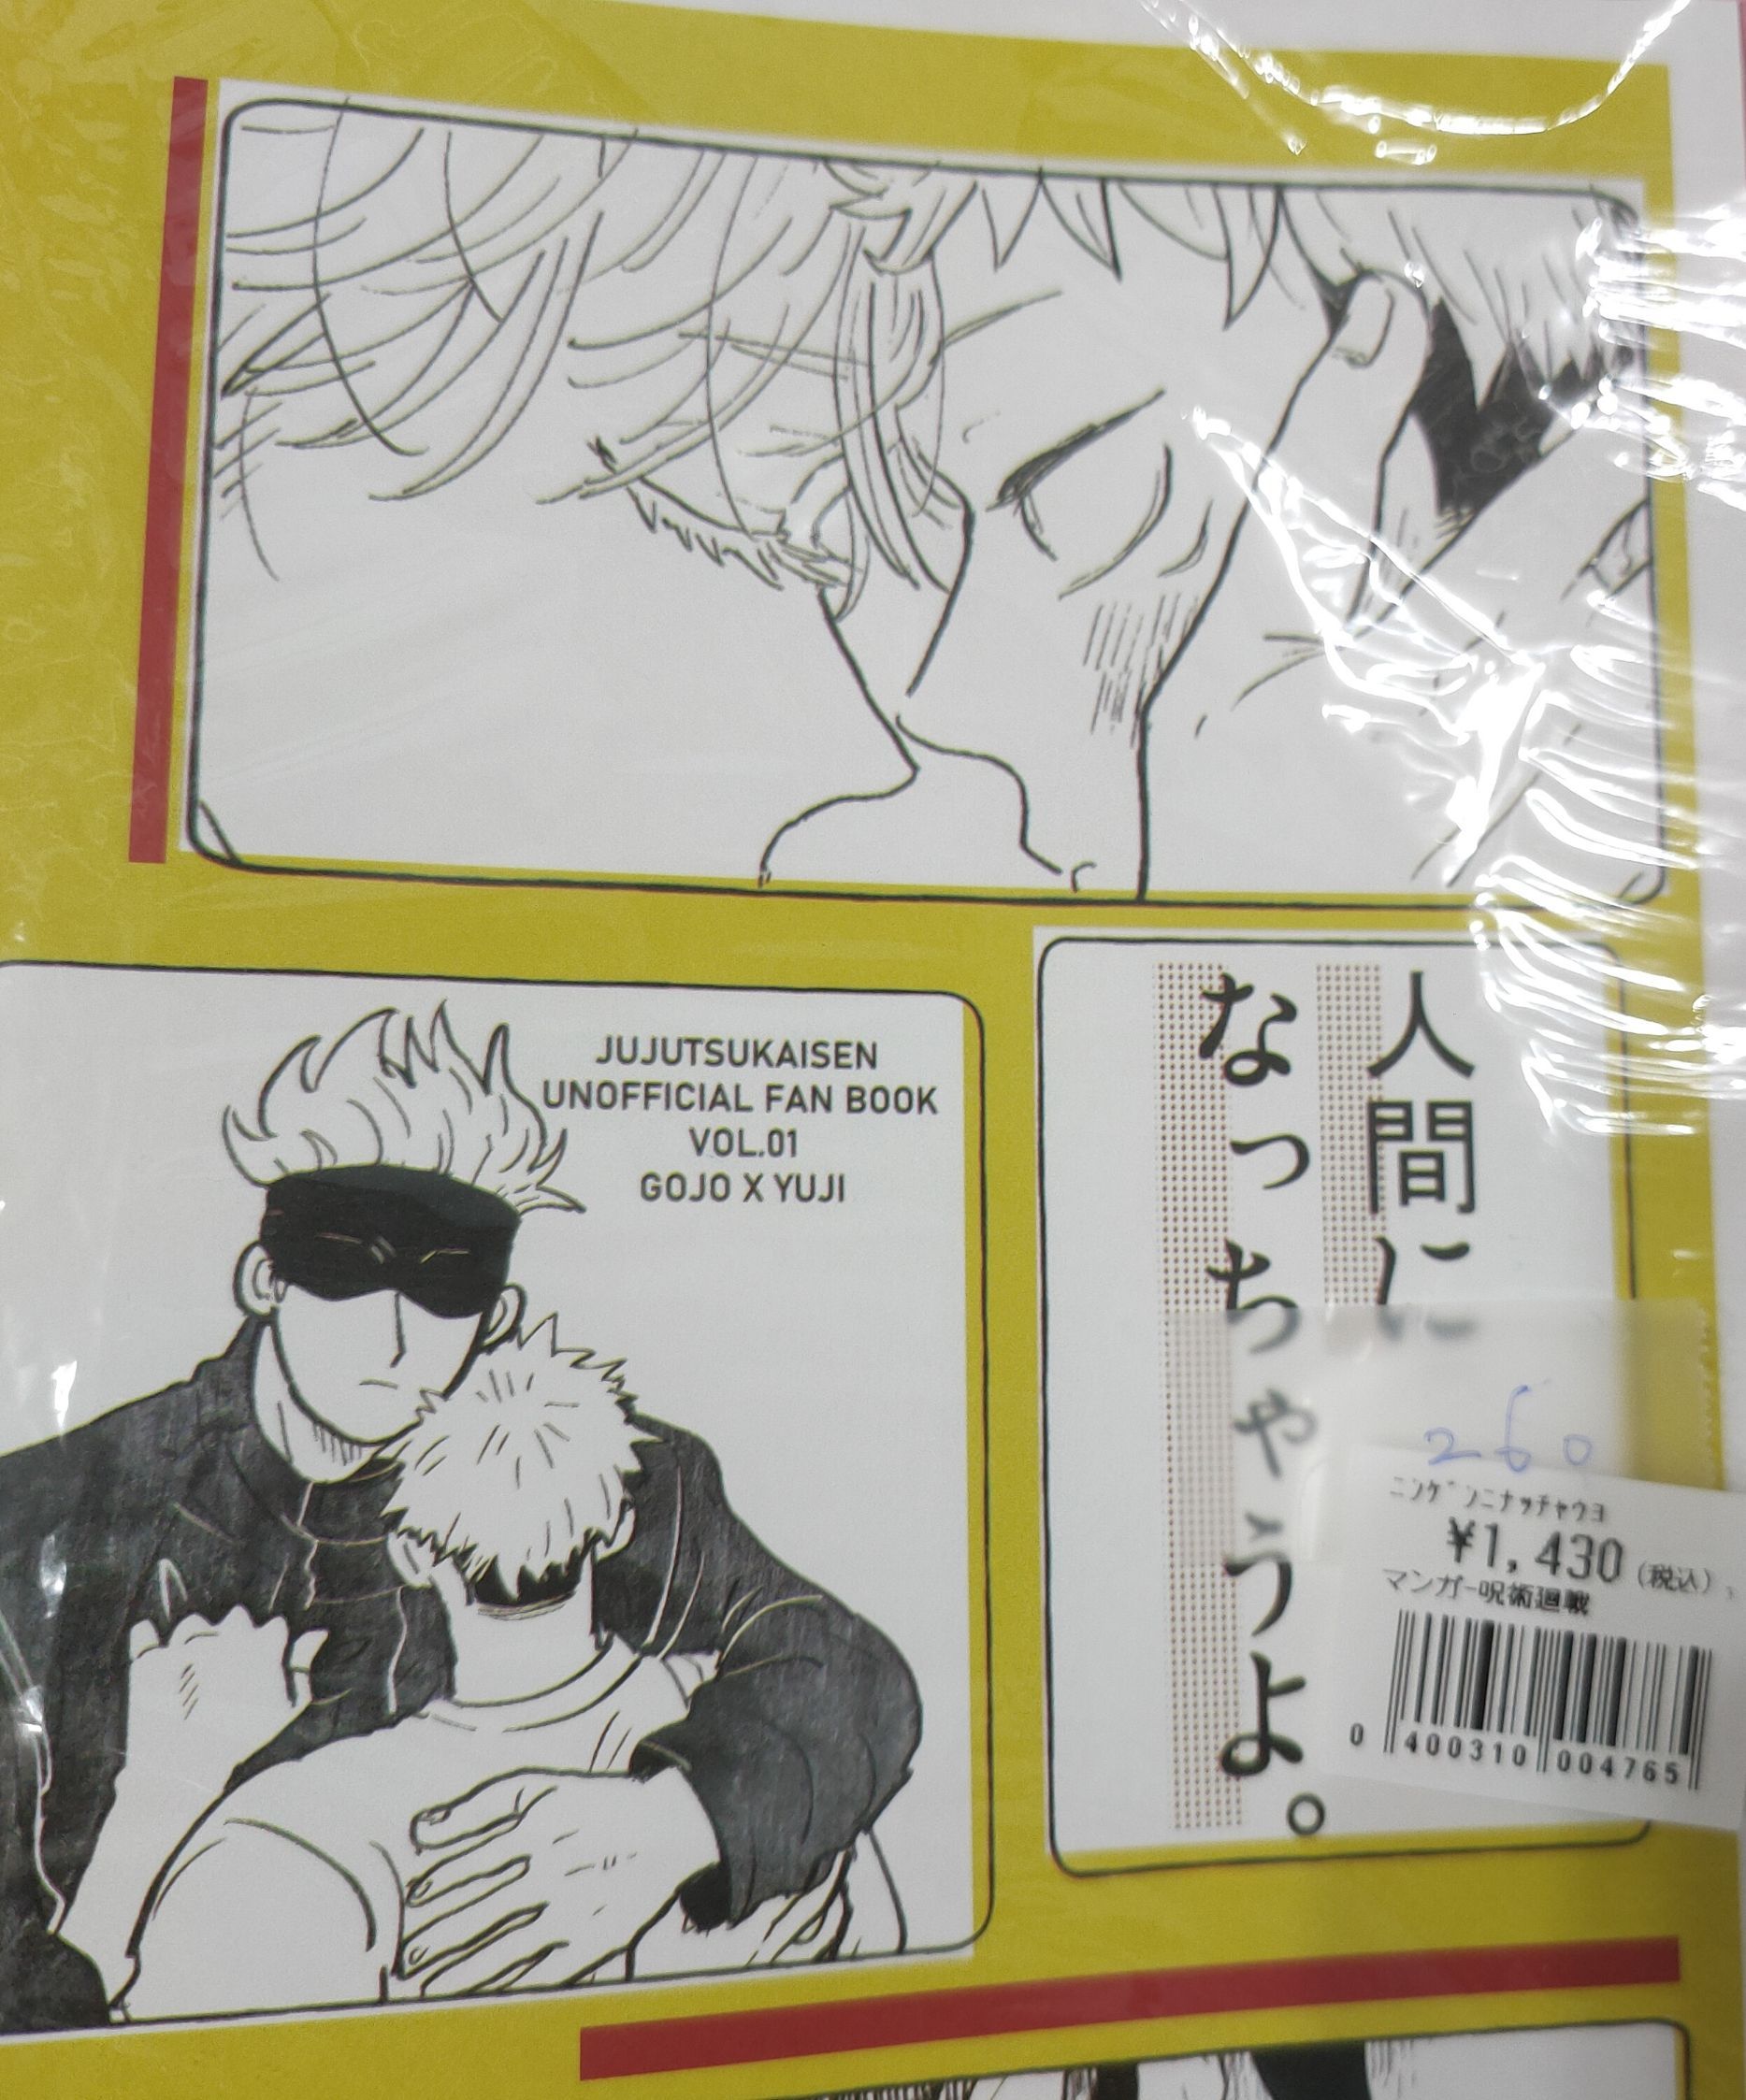 JUJUTSUKAISEN
UNOFFICIAL FAN BOOK
VOL.01
GOJO X YUJI
人間に
なっちゃうよ。
260
ﾆﾝｹﾞﾝﾆﾅｯﾁｬｳﾖ
¥1,430(税込)
マンガ-呪術廻戦
0 400310 004765